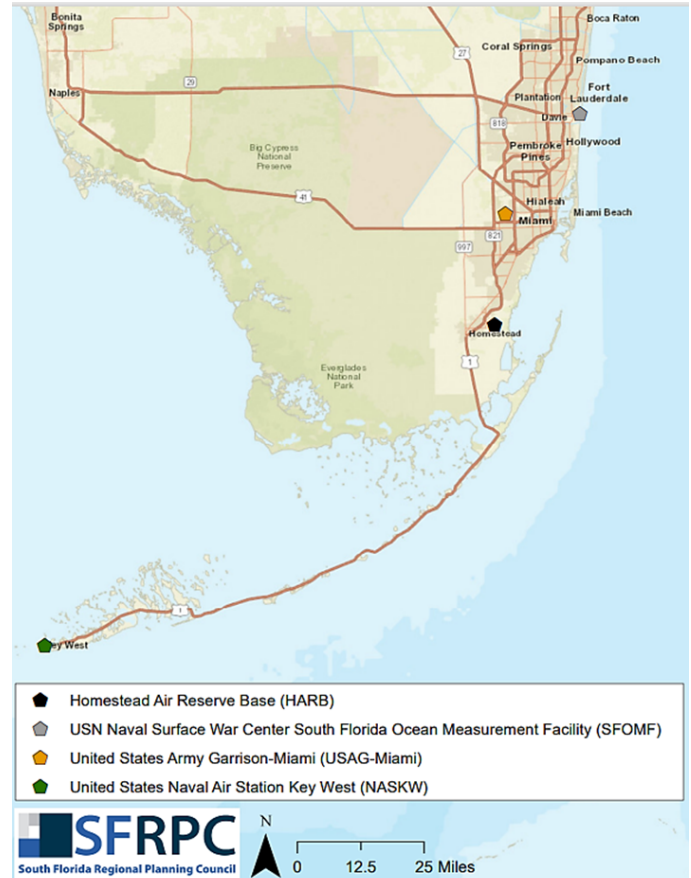 Bonita
Springs
Boca Raton
27
Coral Springs
Pompano Beach
29
Naples
Plantation
Fort
Lauderdale
818
Davie
Pembroke
Pines
Hollywood
Big Cypress
National
Preserve
41
Hialeah
Miami
Miami Beach
821
997
Homestead
1
Everglades
National
Park
1
ey West
Homestead Air Reserve Base (HARB)
USN Naval Surface War Center South Florida Ocean Measurement Facility (SFOMF)
United States Army Garrison-Miami (USAG-Miami)
United States Naval Air Station Key West (NASKW)
SFRPC
South Florida Regional Planning Council
N
0 12.5 25 Miles